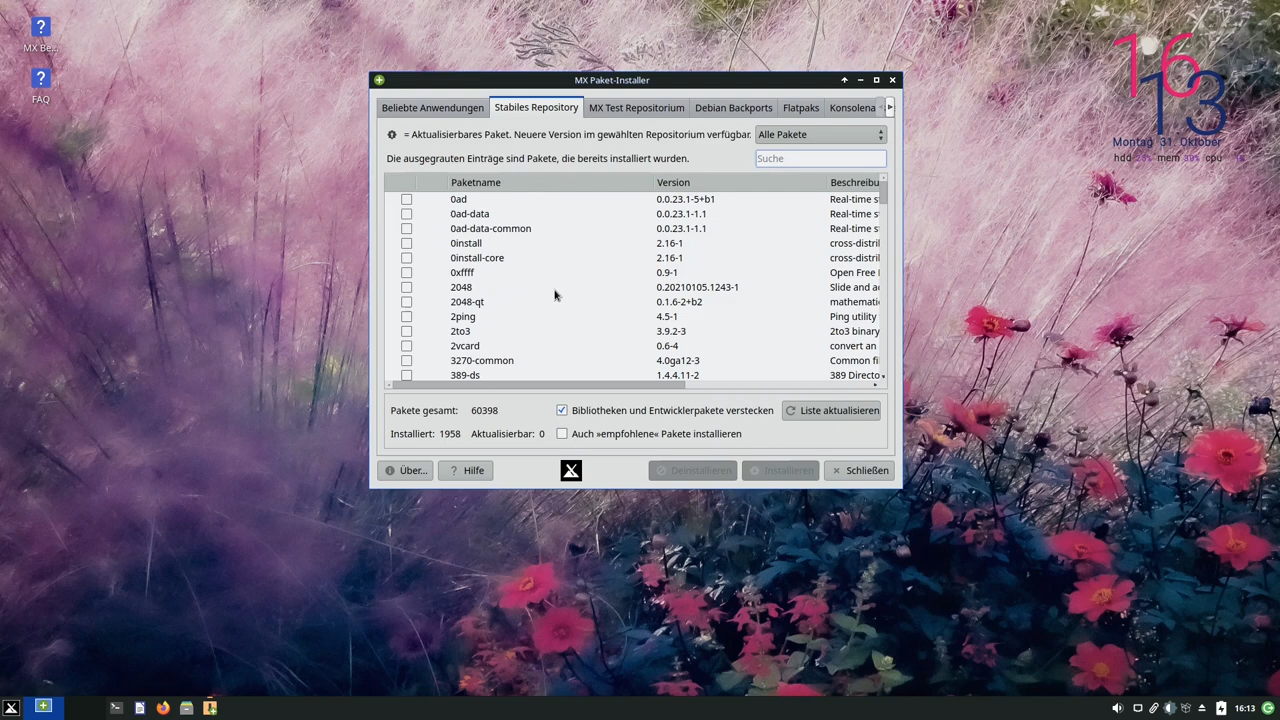 MX Be...
FAQ
16
13
Montag 31. Oktober
hdd mem cpu
MX Paket-Installer
Beliebte Anwendungen Stabiles Repository MX Test Repositorium Debian Backports Flatpaks Konsolena
= Aktualisierbares Paket. Neuere Version im gewählten Repositorium verfügbar. Alle Pakete
Die ausgegrauten Einträge sind Pakete, die bereits installiert wurden. Suche
Paketname Version Beschreibu
0ad 0.0.23.1-5+b1 Real-time s
0ad-data 0.0.23.1-1.1 Real-time s
0ad-data-common 0.0.23.1-1.1 Real-time s
0install 2.16-1 cross-distril
0install-core 2.16-1 cross-distril
0xffff 0.9-1 Open Free
2048 0.20210105.1243-1 Slide and a
2048-qt 0.1.6-2+b2 mathemati
2ping 4.5-1 Ping utility
2to3 3.9.2-3 2to3 binary
2vcard 0.6-4 convert an
3270-common 4.0ga12-3 Common fi
389-ds 1.4.4.11-2 389 Directo
Pakete gesamt: 60398 Bibliotheken und Entwicklerpakete verstecken Liste aktualisieren
Installiert: 1958 Aktualisierbar: 0 Auch »empfohlene« Pakete installieren
Über... Hilfe Deinstallieren Installieren Schließen
16:13